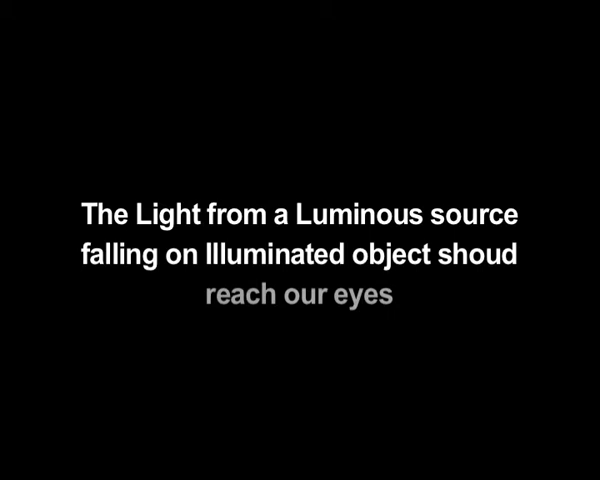 The Light from a Luminous source
falling on Illuminated object shoud
reach our eyes